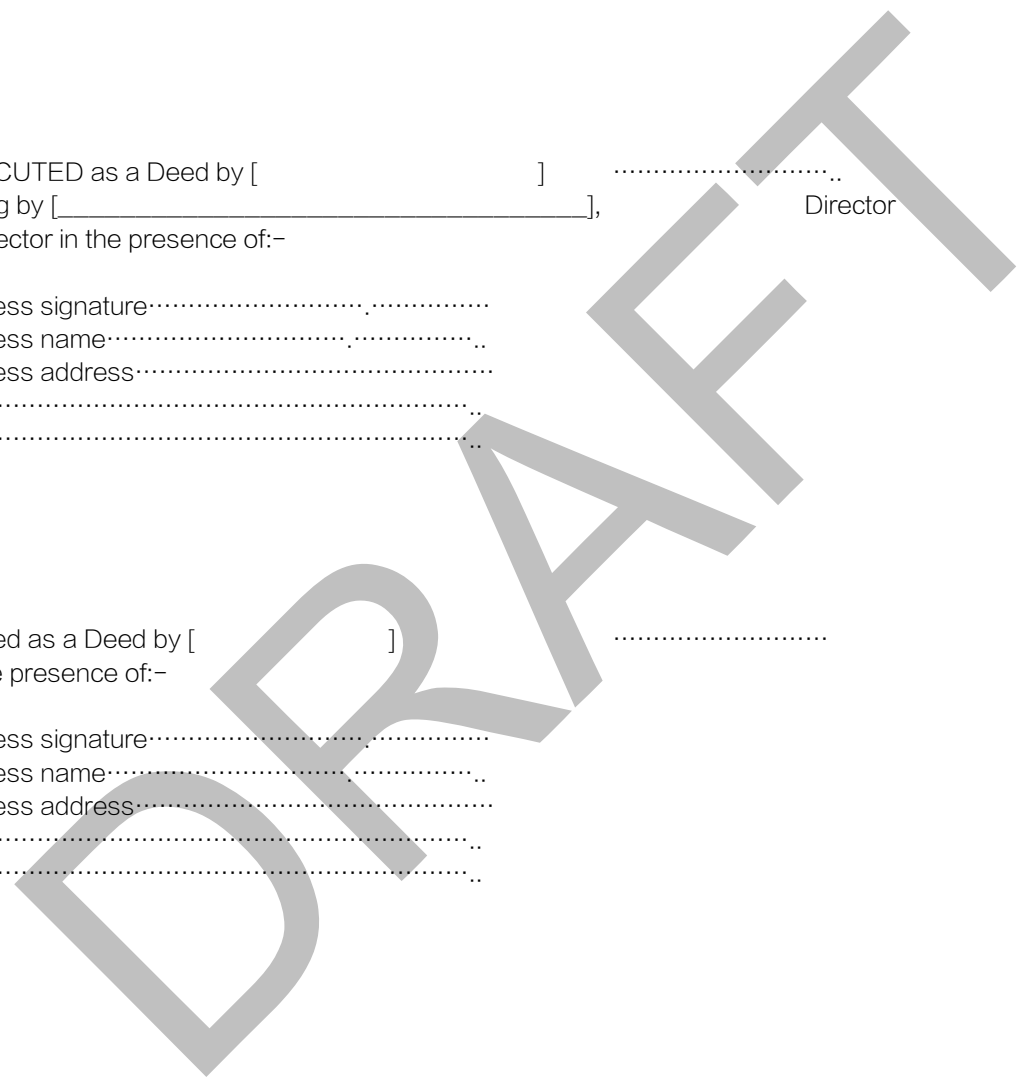 CUTED as a Deed by [ ] …………………….. 
g by [___________________________________], Director
ector in the presence of:-
ess signature……………………….……………
ess name………………………….……………..
ess address………………………………………
……………………………………………………..
……………………………………………………..
ed as a Deed by [ ] ………………………
e presence of:-
ess signature……………………….……………
ess name………………………….……………..
ess address………………………………………
……………………………………………………..
……………………………………………………..
DRAFT